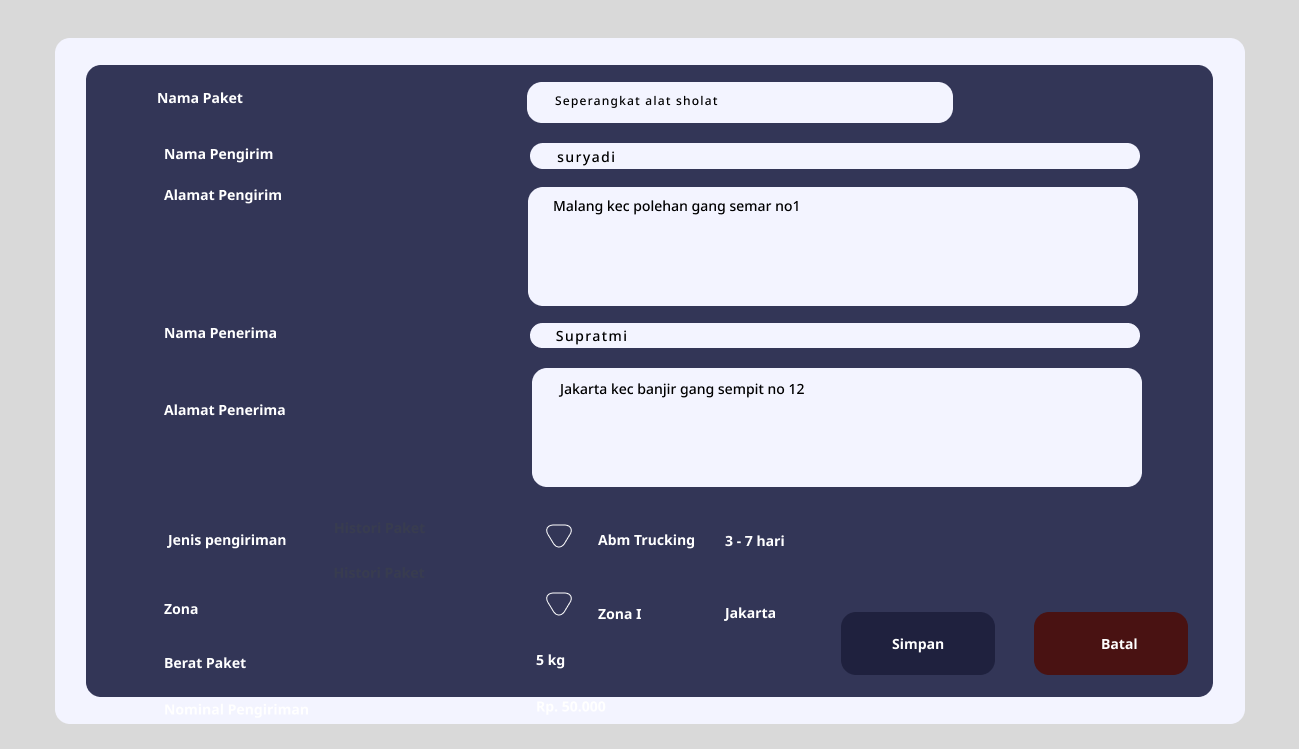 Nama Paket
Seperangkat alat sholat
Nama Pengirim
suryadi
Alamat Pengirim
Malang kec polehan gang semar no1
Nama Penerima
Supratmi
Jakarta kec banjir gang sempit no 12
Alamat Penerima
Histori Paket
Jenis pengiriman
Abm Trucking
3 - 7 hari
Histori Paket
Zona
Zona I
Jakarta
Simpan
Batal
Berat Paket
5 kg
Nominal Pengiriman
Rp. 50.000